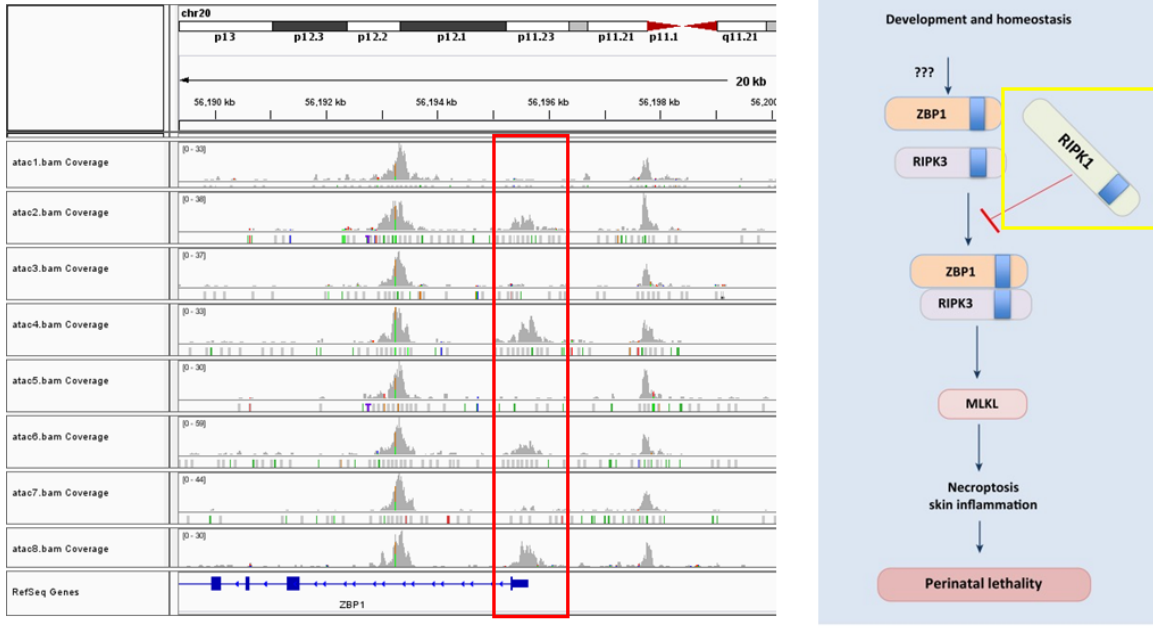 chr20
p13 p12.3 p12.2 p12.1 p11.23 p11.21 p11.1 q11.21
20 kb
56,190 kb 56,192 kb 56,194 kb 56,196 kb 56,198 kb 56,200
atac1.bam Coverage
[0 - 33]
atac2.bam Coverage
[0 - 38]
atac3.bam Coverage
[0 - 37]
atac4.bam Coverage
[0 - 33]
atac5.bam Coverage
[0 - 30]
atac6.bam Coverage
[0 - 59]
atac7.bam Coverage
[0 - 44]
atac8.bam Coverage
[0 - 30]
RefSeq Genes
ZBP1
Development and homeostasis
???
ZBP1
RIPK3
RIPK1
ZBP1
RIPK3
MLKL
Necroptosis
skin inflammation
Perinatal lethality